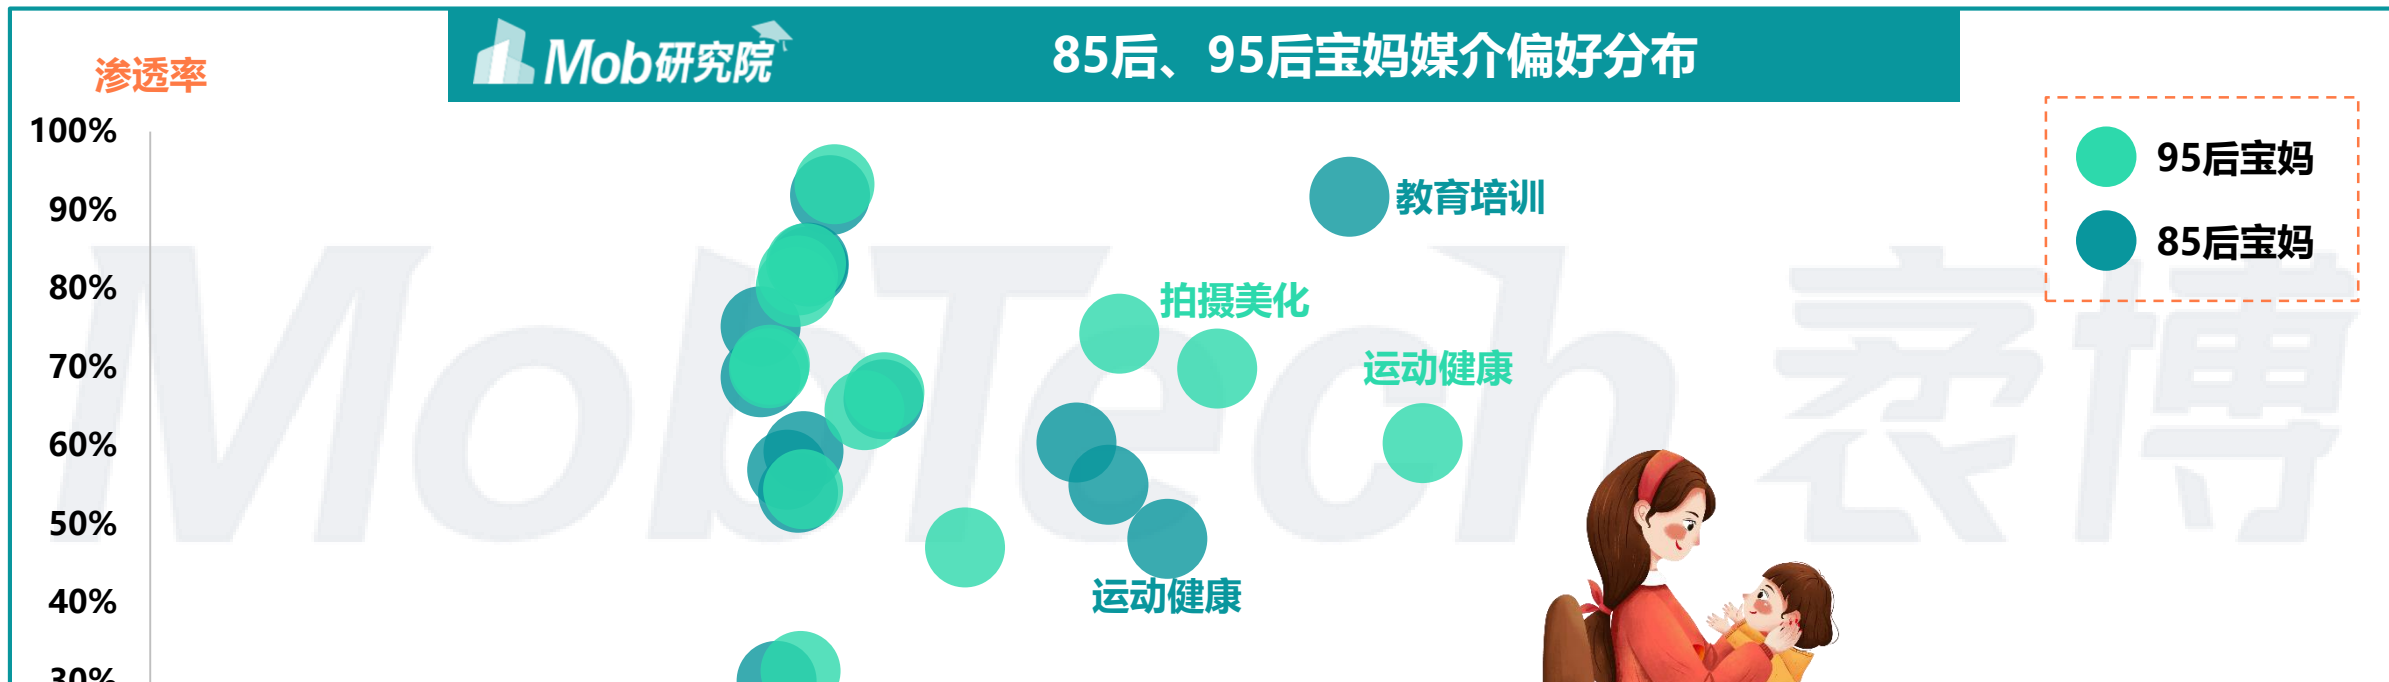 Mob研究院
85后、95后宝妈媒介偏好分布
渗透率
100%
95后宝妈
90%
教育培训
85后宝妈
80%
拍摄美化
70%
运动健康
60%
50%
40%
运动健康
30%
MobTech 袤博